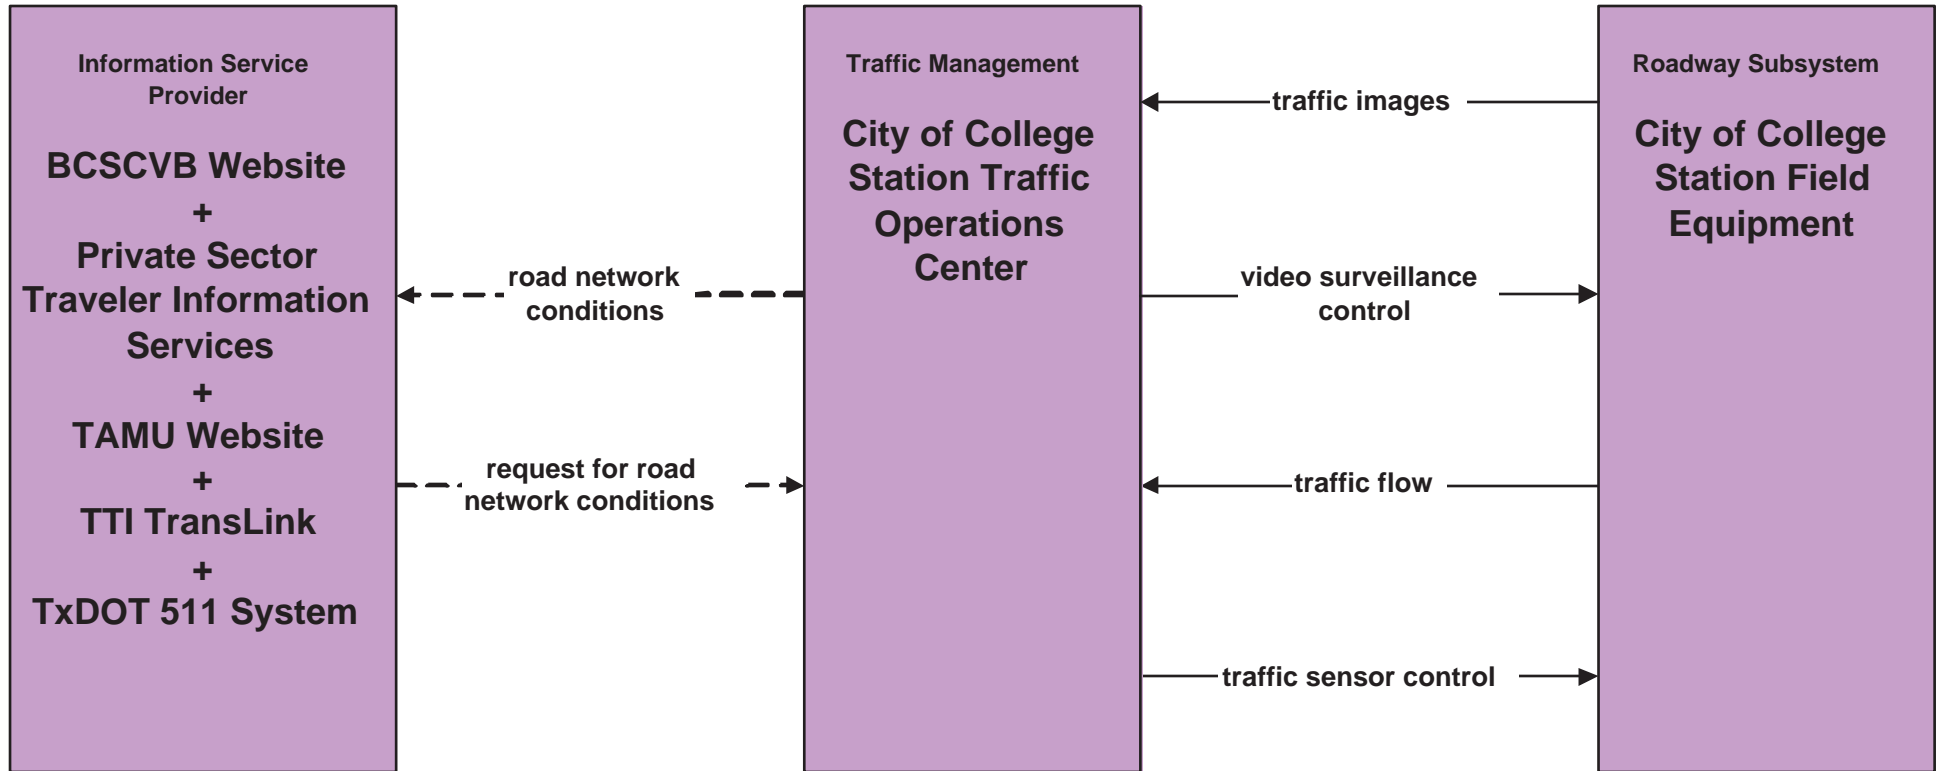 Information Service
Provider
BCSCVB Website
+
Private Sector
Traveler Information
Services
+
TAMU Website
+
TTI TransLink
+
TxDOT 511 System
road network
conditions
request for road
network conditions
Traffic Management
City of College
Station Traffic
Operations
Center
traffic images
video surveillance
control
traffic flow
traffic sensor control
Roadway Subsystem
City of College
Station Field
Equipment